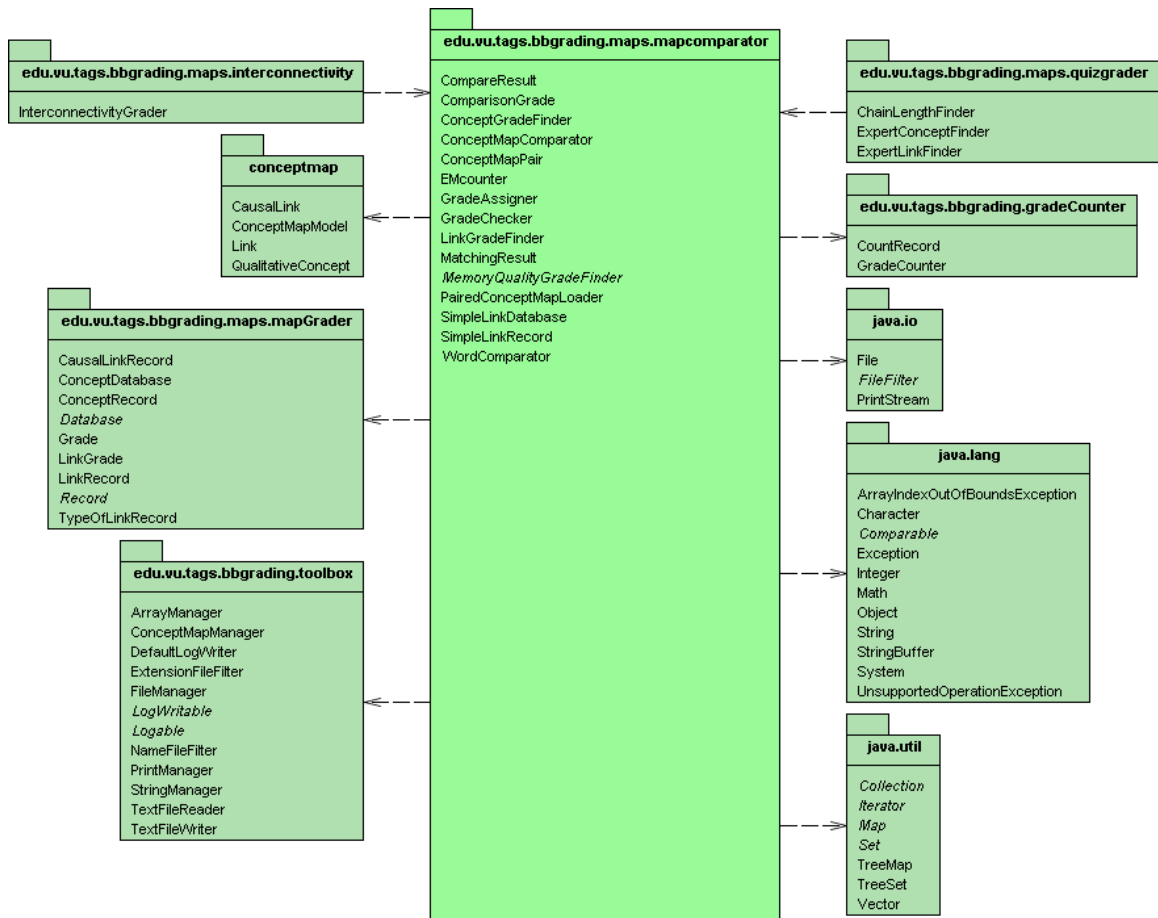 edu.vu.tags.bbgrading.maps.interconnectivity
InterconnectivityGrader
conceptmap
CausalLink
ConceptMapModel
Link
QualitativeConcept
edu.vu.tags.bbgrading.maps.mapGrader
CausalLinkRecord
ConceptDatabase
ConceptRecord
Database
Grade
LinkGrade
LinkRecord
Record
TypeOfLinkRecord
edu.vu.tags.bbgrading.toolbox
ArrayManager
ConceptMapManager
DefaultLogWriter
ExtensionFileFilter
FileManager
LogWritable
Logable
NameFileFilter
PrintManager
StringManager
TextFileReader
TextFileWriter
edu.vu.tags.bbgrading.maps.mapcomparator
CompareResult
ComparisonGrade
ConceptGradeFinder
ConceptMapComparator
ConceptMapPair
EMcounter
GradeAssigner
GradeChecker
LinkGradeFinder
MatchingResult
MemoryQualityGradeFinder
PairedConceptMapLoader
SimpleLinkDatabase
SimpleLinkRecord
WordComparator
edu.vu.tags.bbgrading.maps.quizgrader
ChainLengthFinder
ExpertConceptFinder
ExpertLinkFinder
edu.vu.tags.bbgrading.gradeCounter
CountRecord
GradeCounter
java.io
File
FileFilter
PrintStream
java.lang
ArrayIndexOutOfBoundsException
Character
Comparable
Exception
Integer
Math
Object
String
StringBuffer
System
UnsupportedOperationException
java.util
Collection
Iterator
Map
Set
TreeMap
TreeSet
Vector